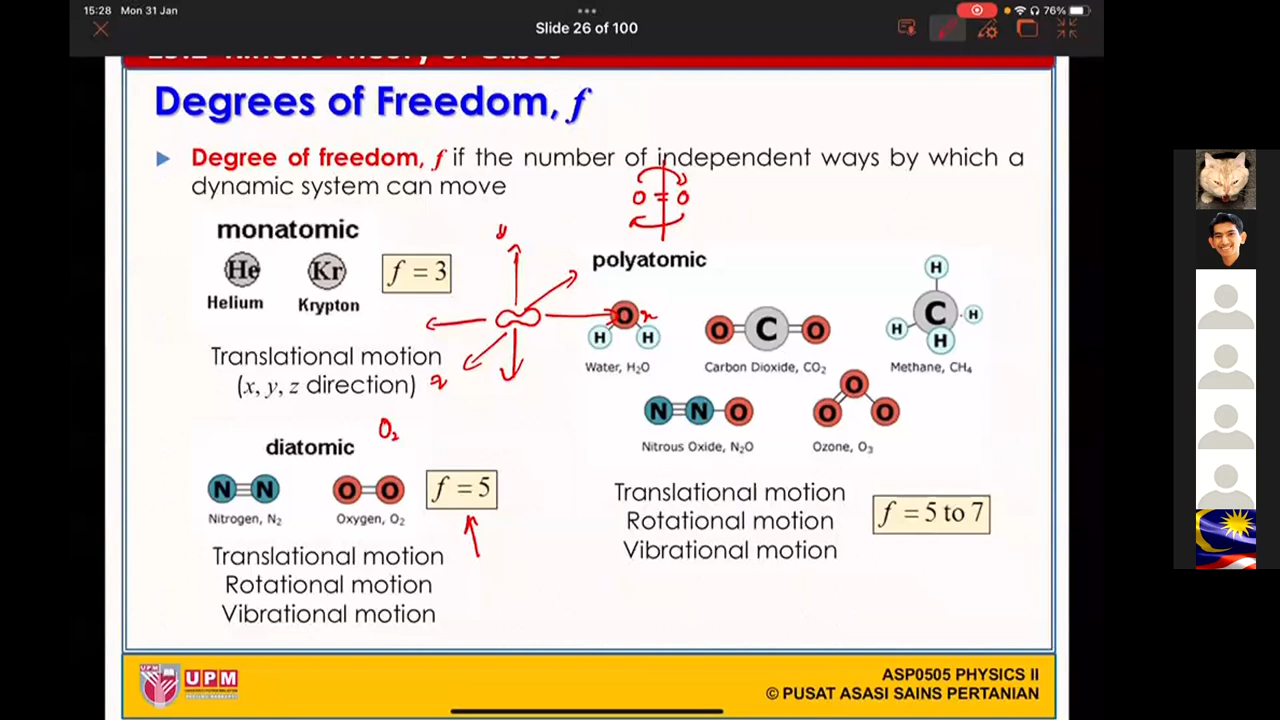 15:28 Mon 31 Jan
76%
Slide 26 of 100
Degrees of Freedom, f
Degree of freedom, f if the number of independent ways by which a
dynamic system can move
O = O
monatomic
He Kr
f = 3
Helium Krypton
Translational motion
(x, y, z direction)
O₂
diatomic
N N
O O
f = 5
Nitrogen, N₂
Oxygen, O₂
Translational motion
Rotational motion
Vibrational motion
polyatomic
O
H H
Water, H₂O
O C O
Carbon Dioxide, CO₂
H
C
H H
H
Methane, CH₄
N N O
Nitrous Oxide, N₂O
O
O O
Ozone, O₃
Translational motion
Rotational motion
Vibrational motion
f = 5 to 7
UPM
ASP0505 PHYSICS II
© PUSAT ASASI SAINS PERTANIAN